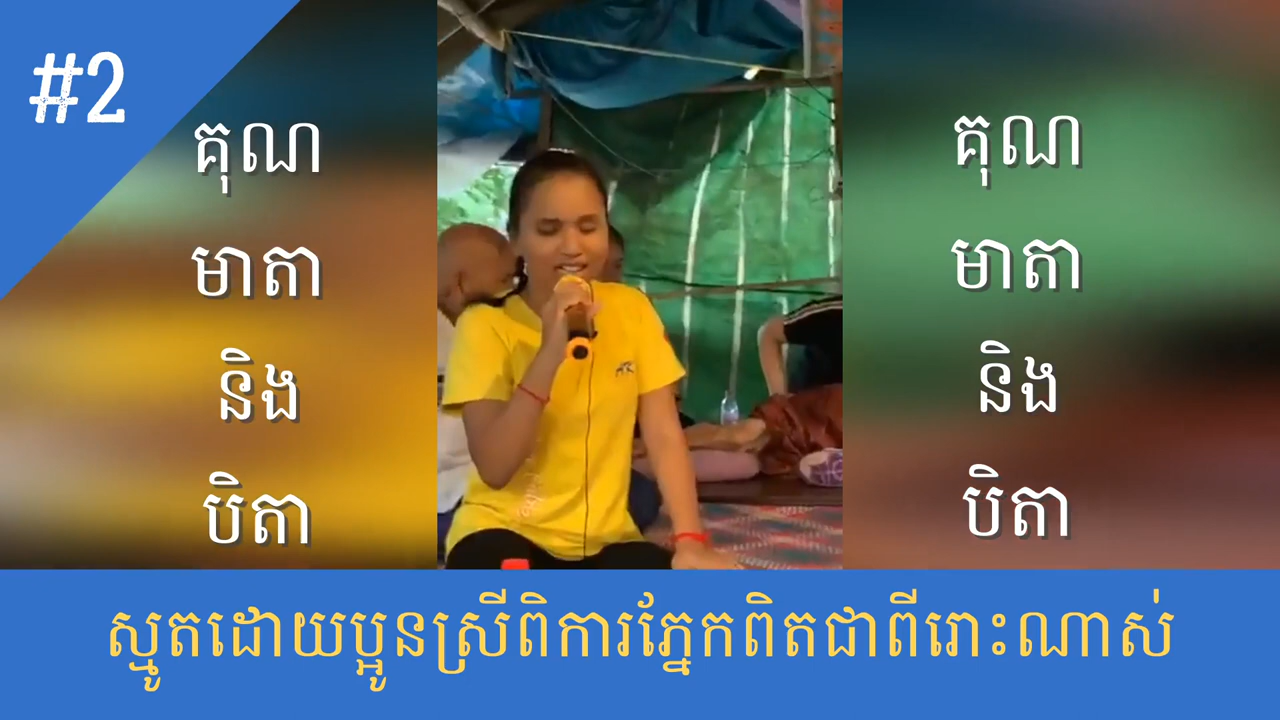 #2
គុណ
មាតា
និង
បិតា
គុណ
មាតា
និង
បិតា
ស្មូតដោយប្អូនស្រីពិការភ្នែកពិតជាពីរោះណាស់